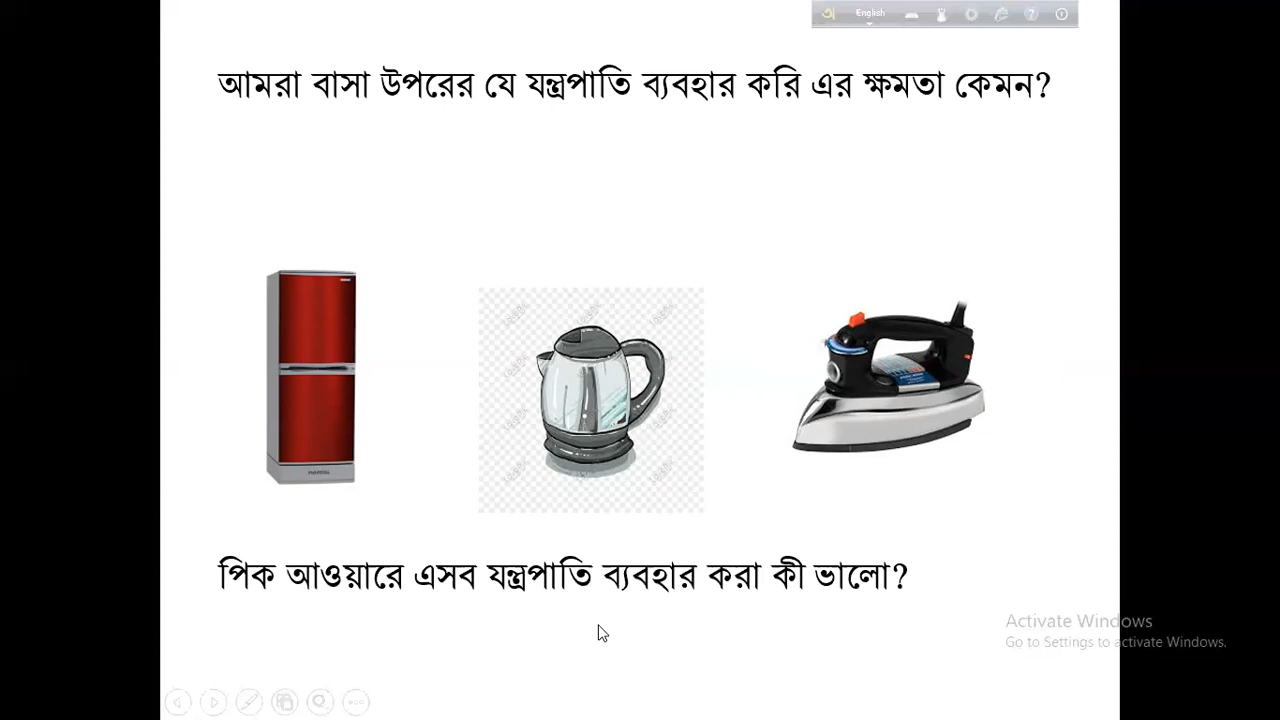 অ English
আমরা বাসা উপরের যে যন্ত্রপাতি ব্যবহার করি এর ক্ষমতা কেমন?
পিক আওয়ারে এসব যন্ত্রপাতি ব্যবহার করা কী ভালো?
Activate Windows
Go to Settings to activate Windows.